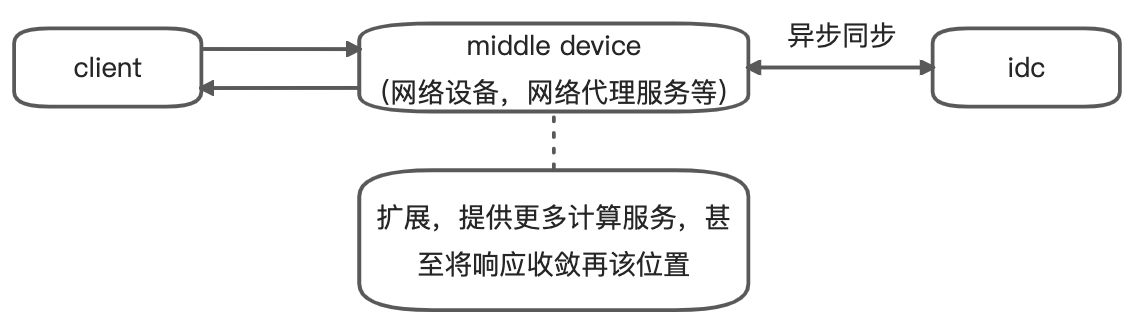 client
middle device
（网络设备，网络代理服务等）
异步同步
idc
扩展，提供更多计算服务，甚
至将响应收敛再该位置